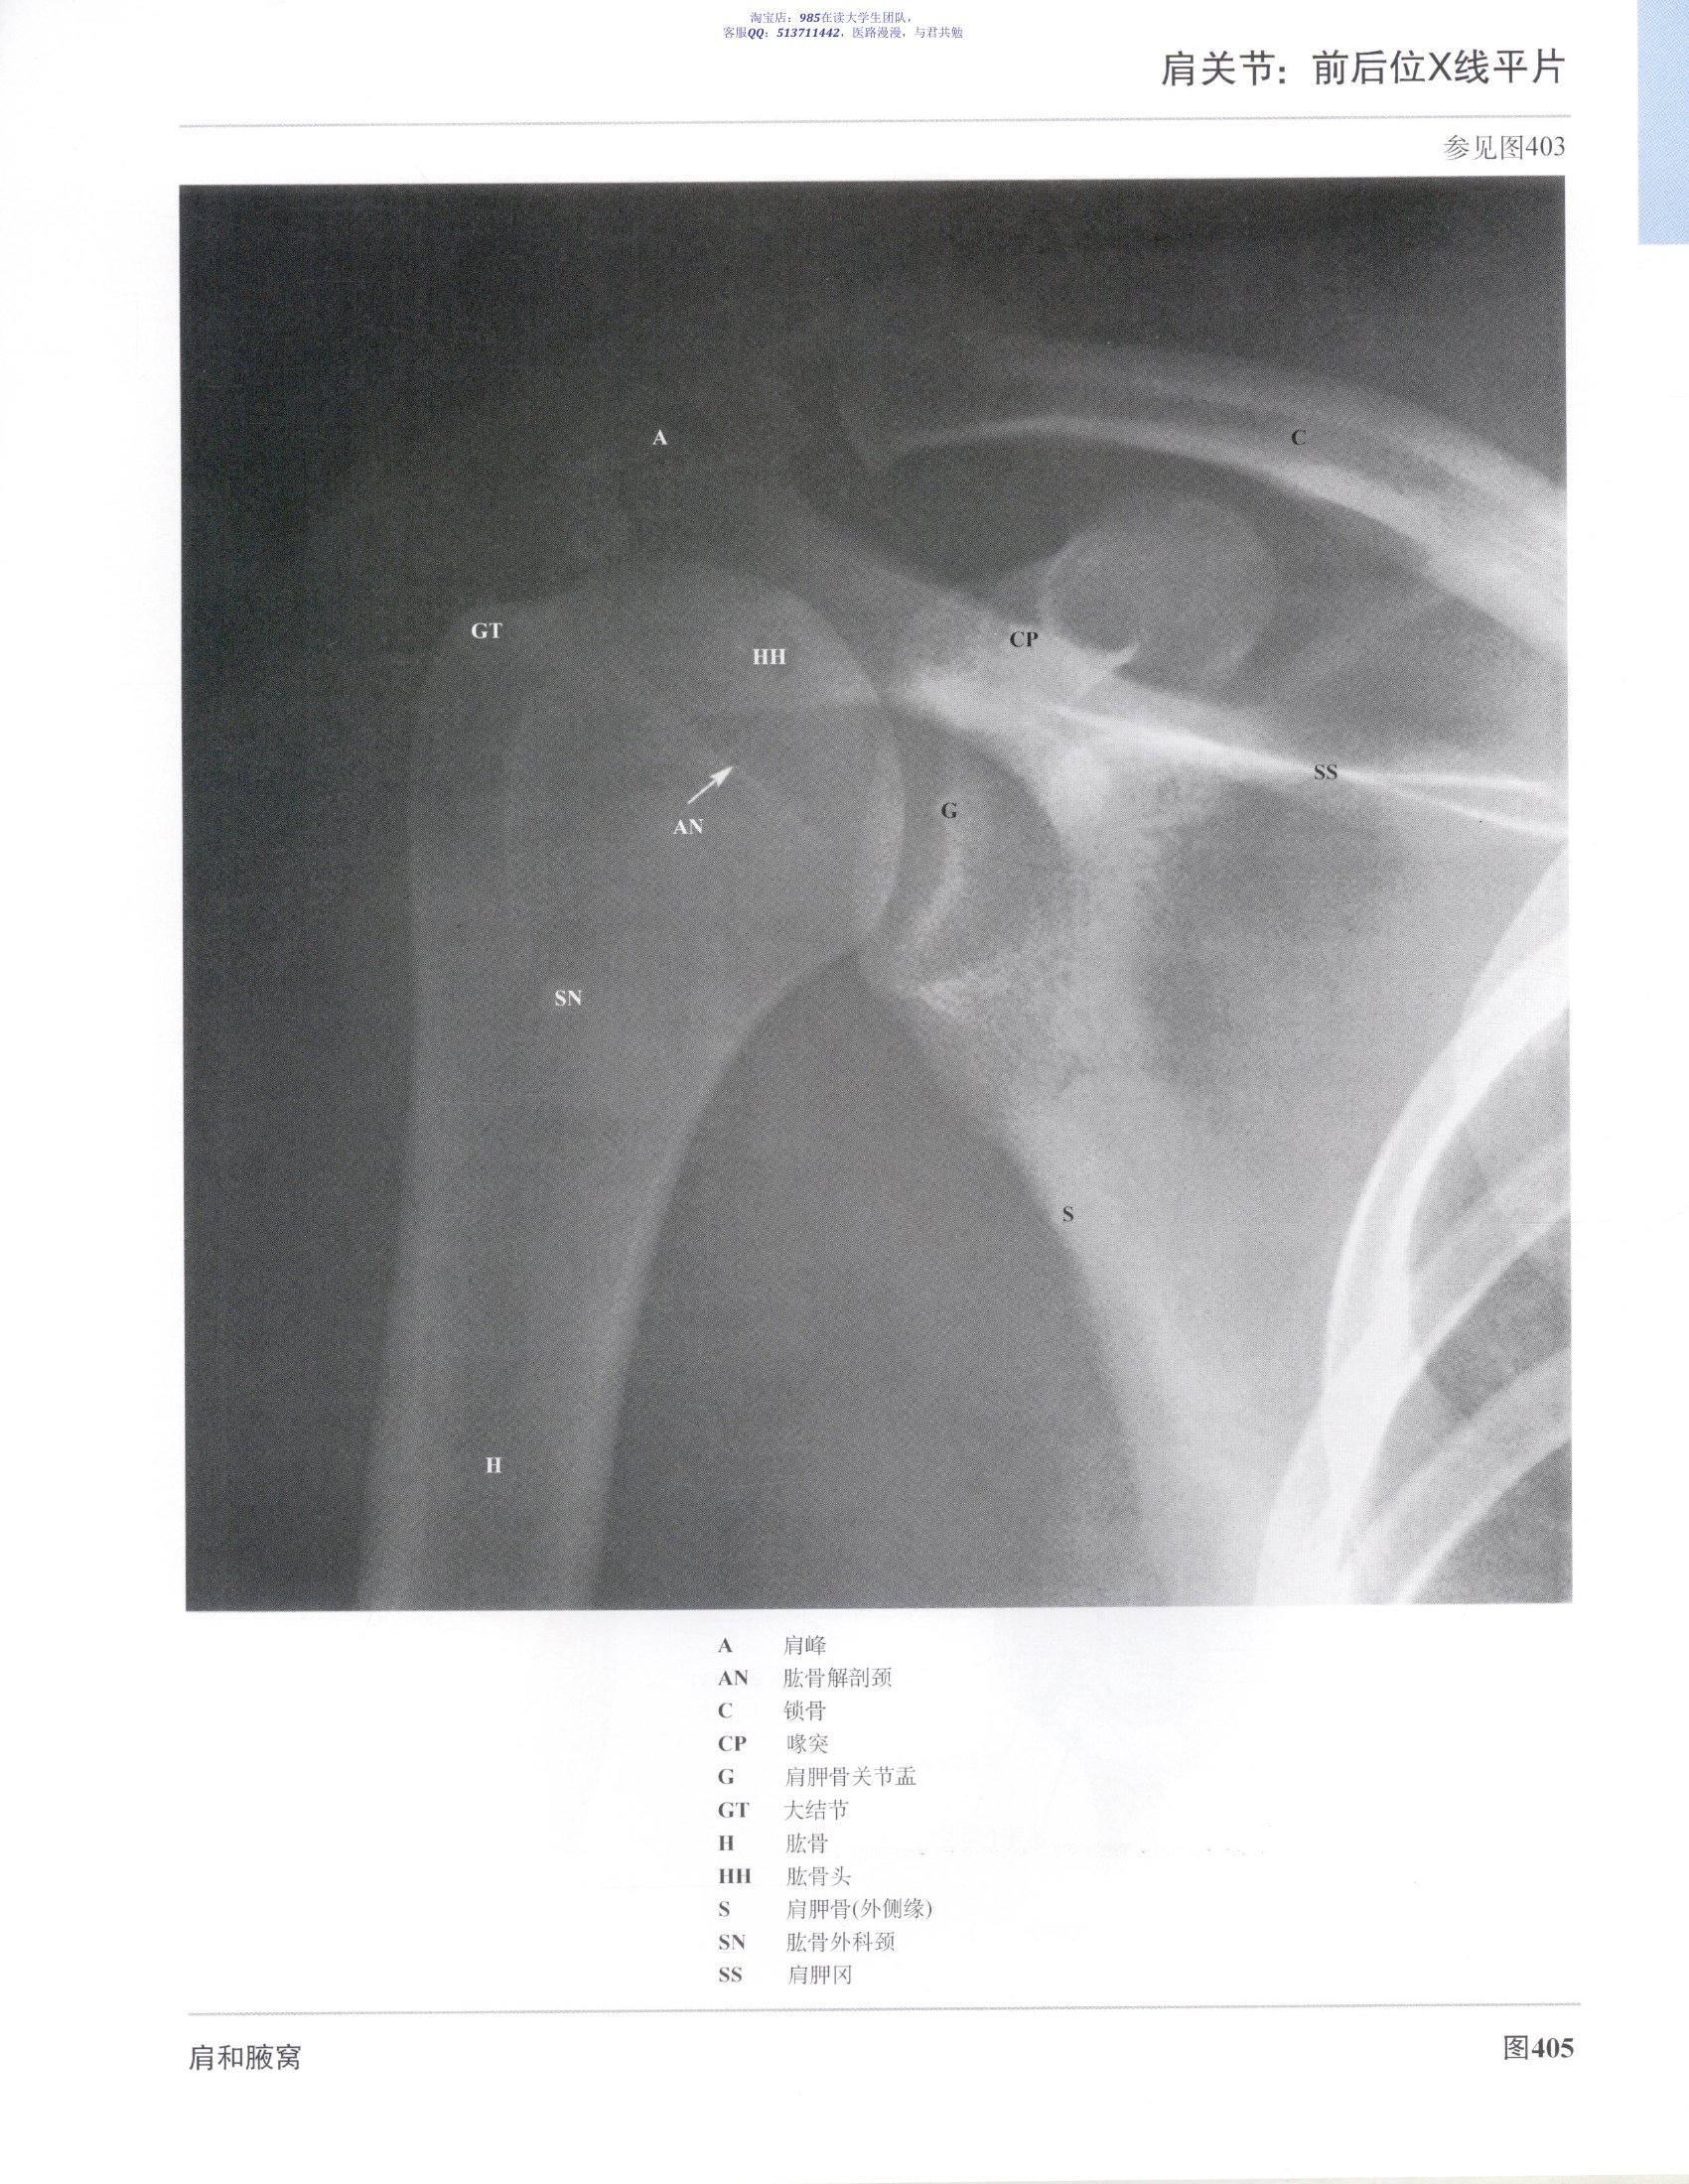 淘宝店：985在读大学生团队，
客服QQ：513711442，医路漫漫，与君共勉
肩关节：前后位X线平片
参见图403
A
C
GT
HH
CP
SS
G
AN
SN
S
H
A 肩峰
AN 肱骨解剖颈
C 锁骨
CP 喙突
G 肩胛骨关节盂
GT 大结节
H 肱骨
HH 肱骨头
S 肩胛骨(外侧缘)
SN 肱骨外科颈
SS 肩胛冈
肩和腋窝
图405